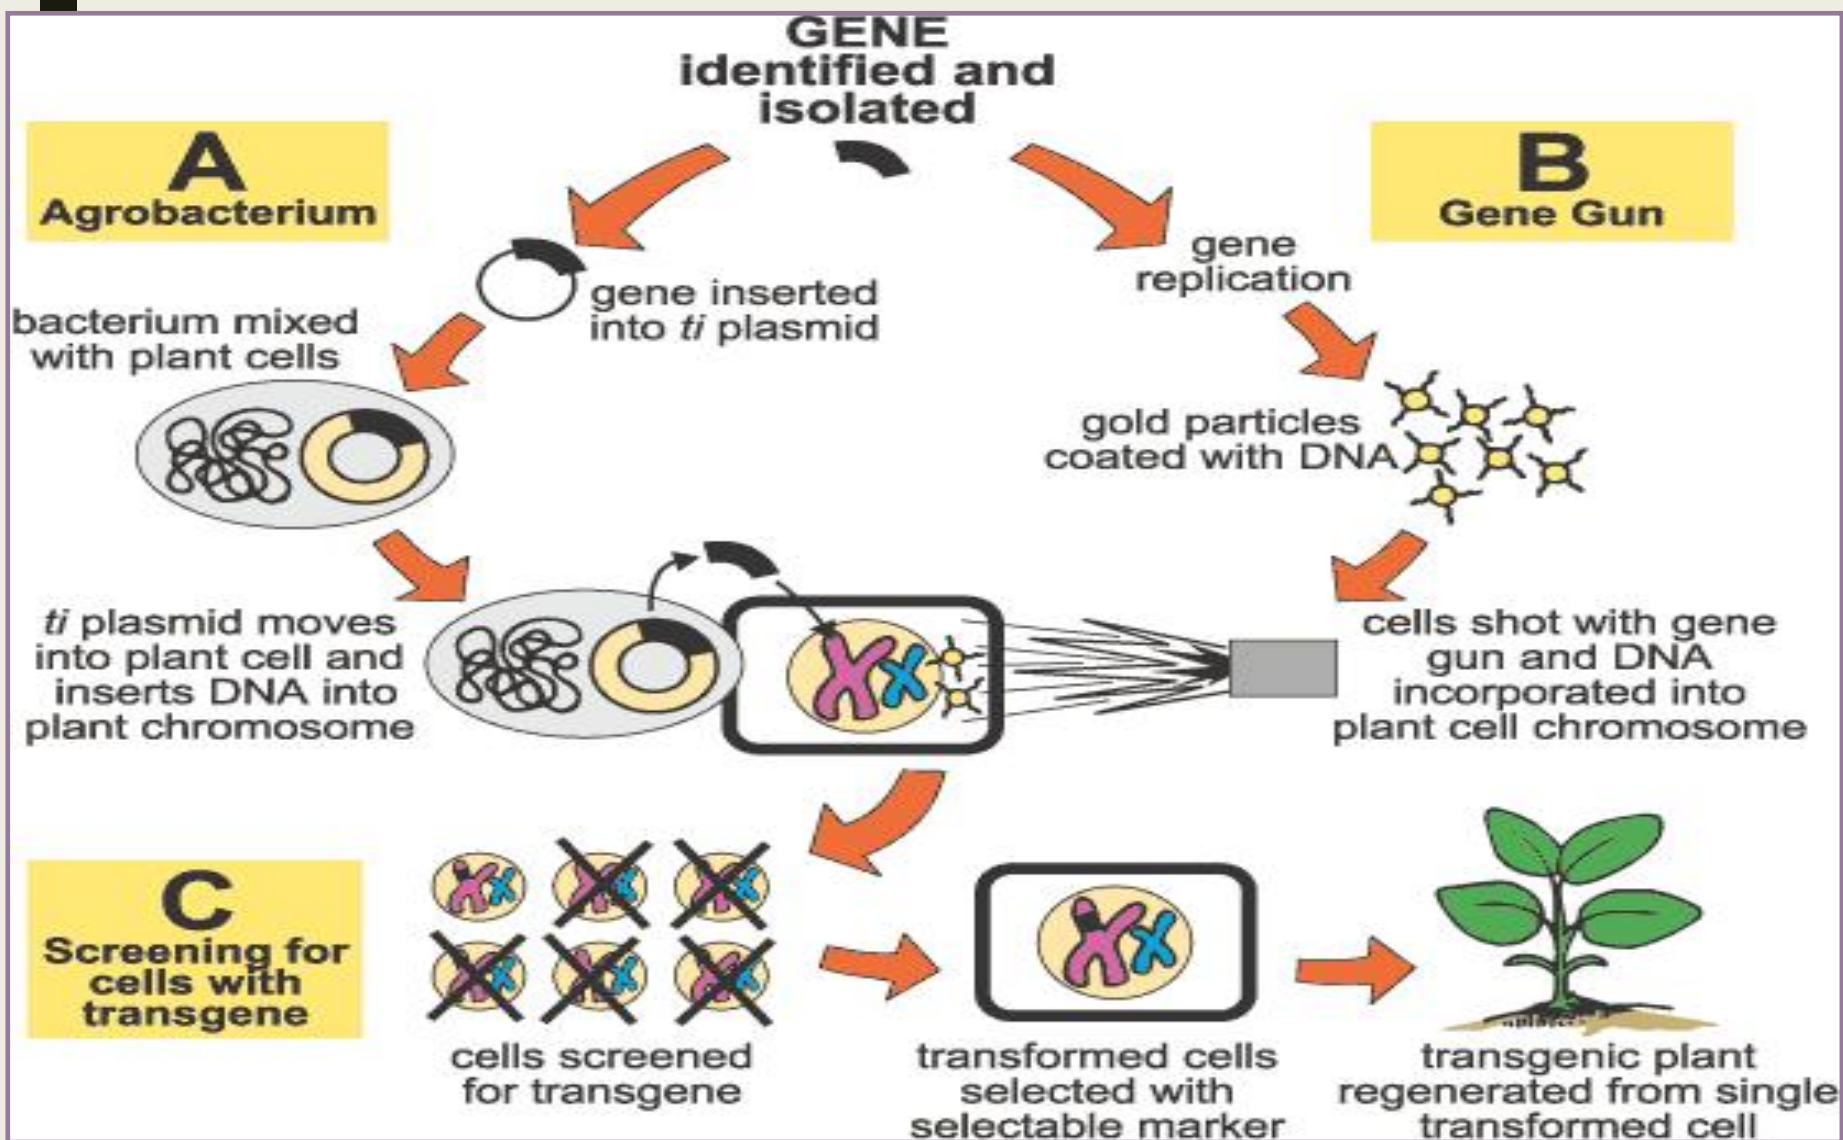 GENE
identified and
isolated
A
Agrobacterium
B
Gene Gun
gene inserted
into ti plasmid
gene
replication
bacterium mixed
with plant cells
gold particles
coated with DNA
ti plasmid moves
into plant cell and
inserts DNA into
plant chromosome
cells shot with gene
gun and DNA
incorporated into
plant cell chromosome
C
Screening for
cells with
transgene
cells screened
for transgene
transformed cells
selected with
selectable marker
transgenic plant
regenerated from single
transformed cell